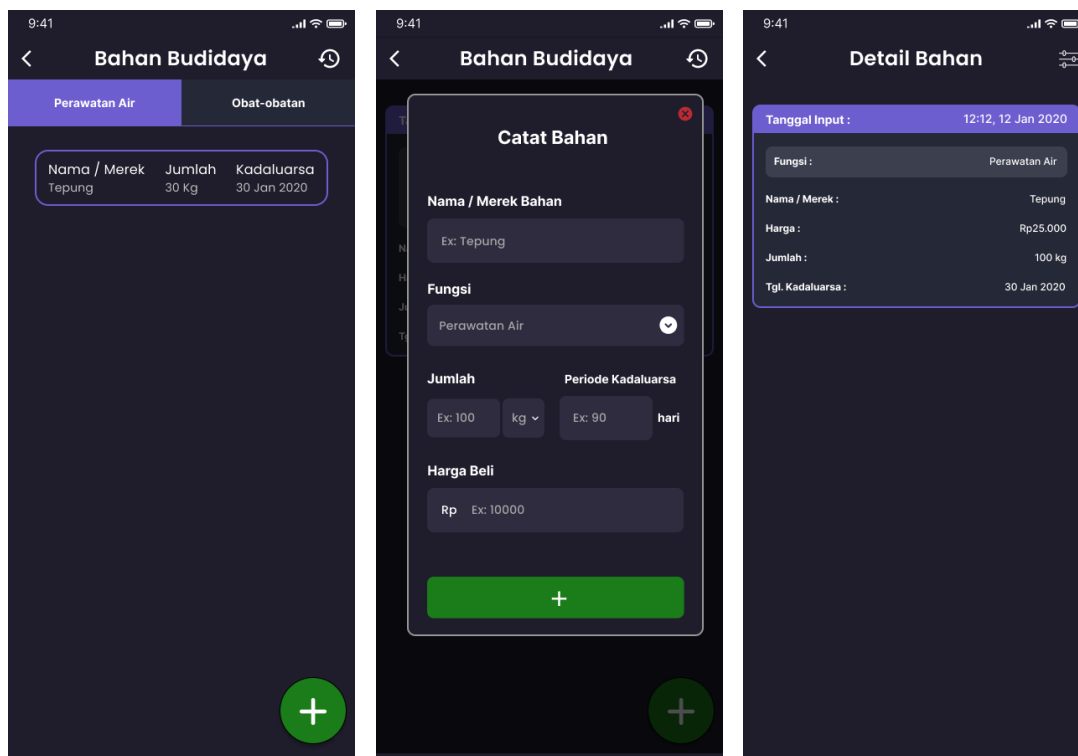 9:41
Bahan Budidaya
Perawatan Air
Obat-obatan
Nama / Merek Jumlah Kadaluarsa
Tepung 30 Kg 30 Jan 2020
9:41
Bahan Budidaya
Catat Bahan
Nama / Merek Bahan
Ex: Tepung
Fungsi
Perawatan Air
Jumlah Periode Kadaluarsa
Ex: 100 kg Ex: 90 hari
Harga Beli
Rp Ex: 10000
9:41
Detail Bahan
Tanggal Input : 12:12, 12 Jan 2020
Fungsi : Perawatan Air
Nama / Merek : Tepung
Harga : Rp25.000
Jumlah : 100 kg
Tgl. Kadaluarsa : 30 Jan 2020